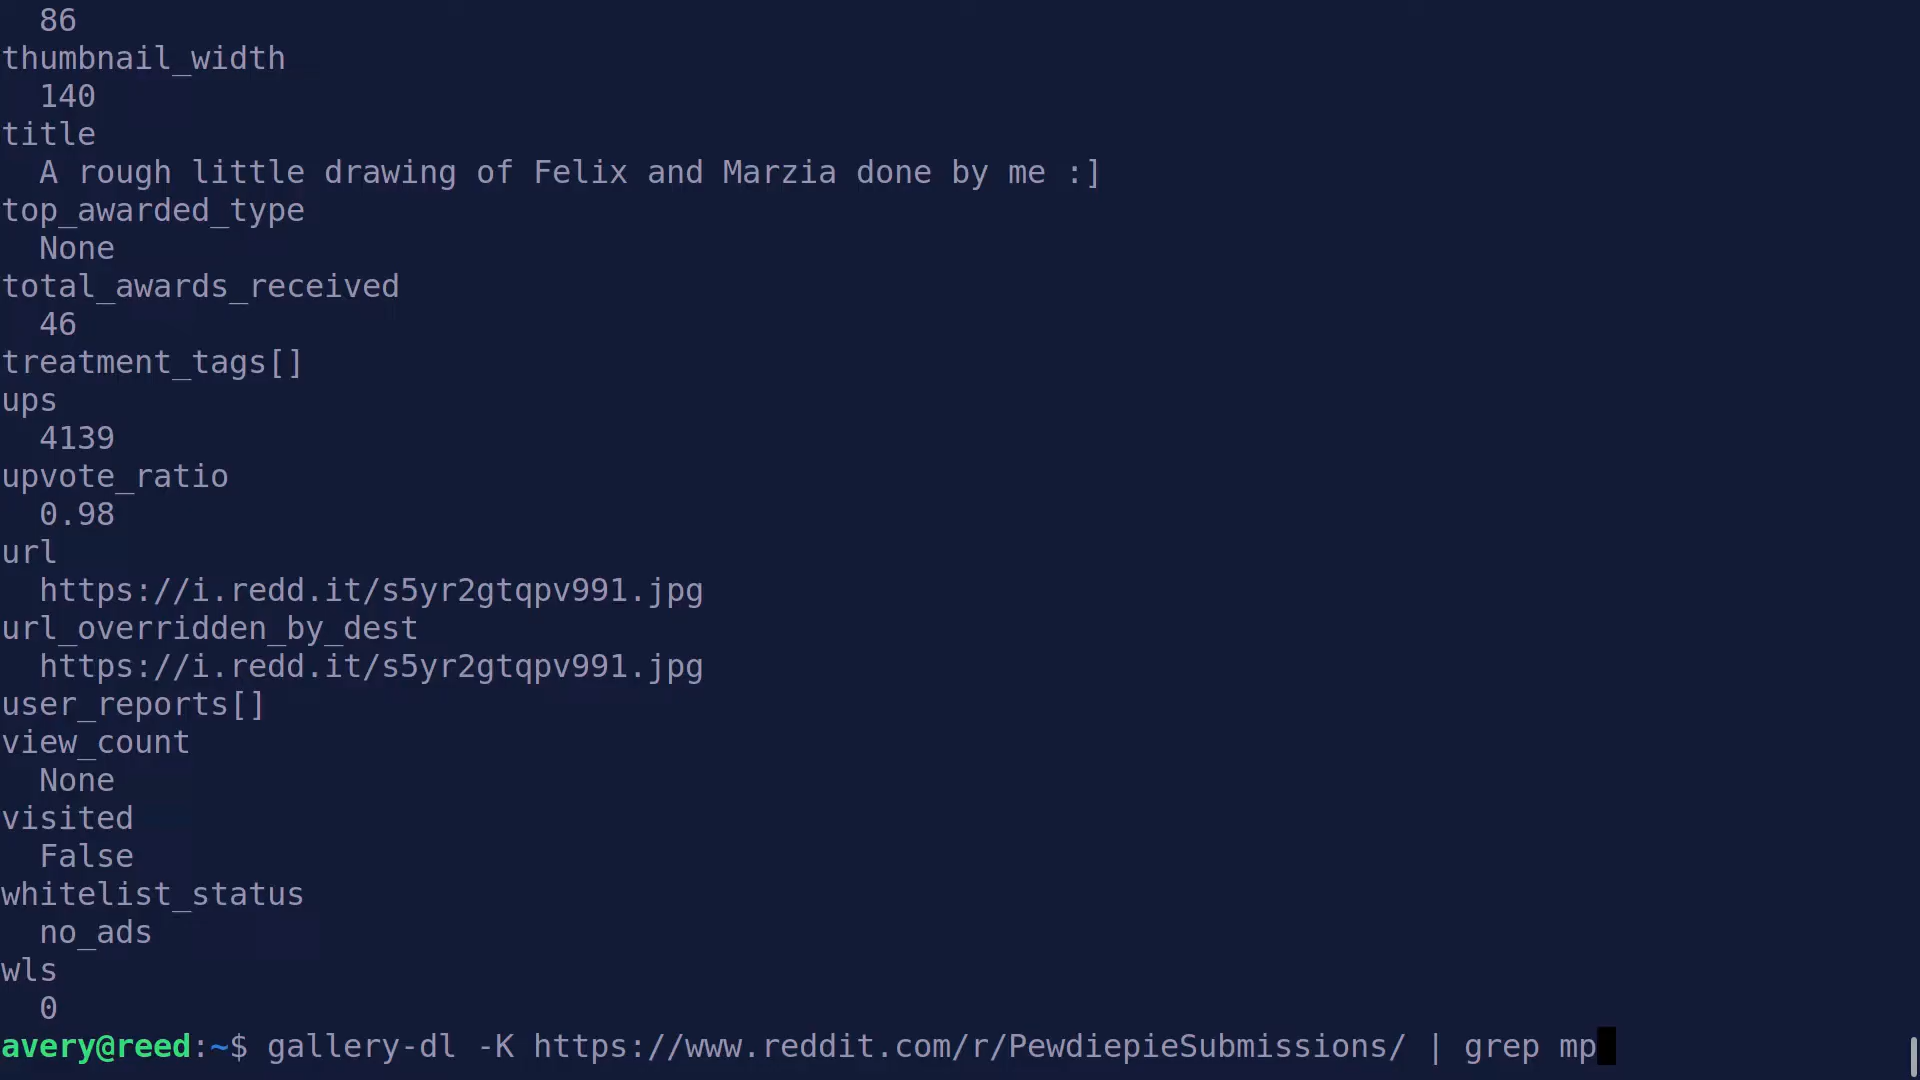 86
thumbnail_width
140
title
A rough little drawing of Felix and Marzia done by me :]
top_awarded_type
None
total_awards_received
46
treatment_tags[]
ups
4139
upvote_ratio
0.98
url
https://i.redd.it/s5yr2gtqpv991.jpg
url_overridden_by_dest
https://i.redd.it/s5yr2gtqpv991.jpg
user_reports[]
view_count
None
visited
False
whitelist_status
no_ads
wls
0
avery@reed:~$ gallery-dl -K https://www.reddit.com/r/PewdiepieSubmissions/ | grep mp